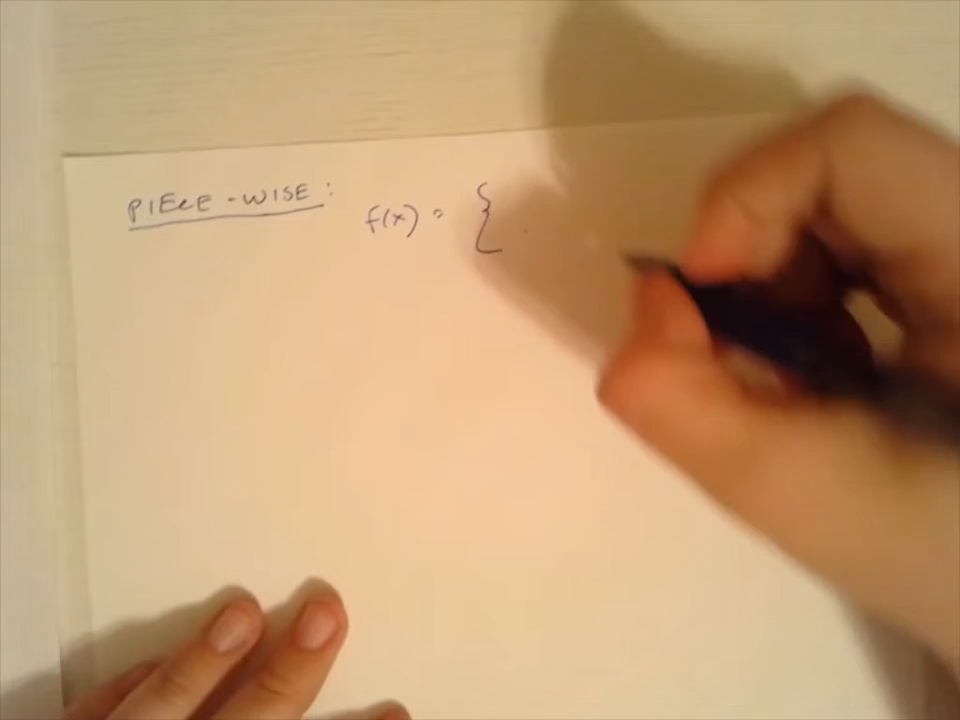 PIECE-WISE: f(x) = {